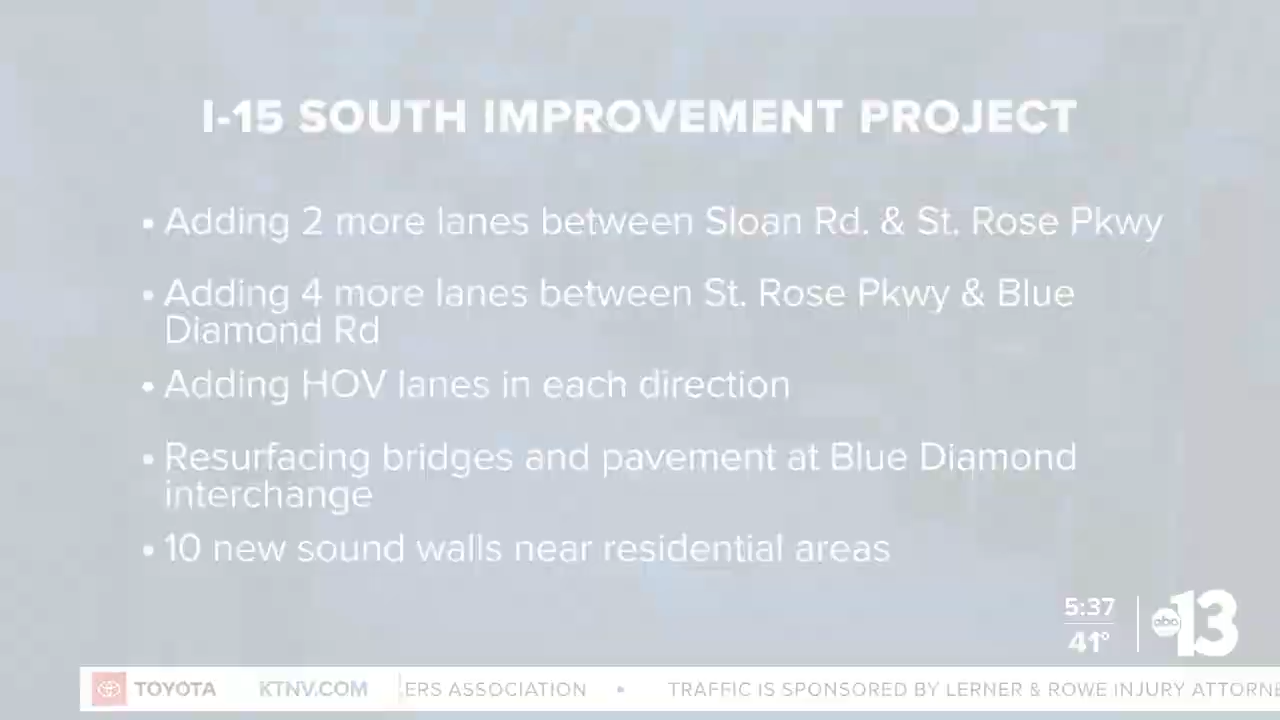 I-15 SOUTH IMPROVEMENT PROJECT
• Adding 2 more lanes between Sloan Rd. & St. Rose Pkwy
• Adding 4 more lanes between St. Rose Pkwy & Blue
Diamond Rd
• Adding HOV lanes in each direction
• Resurfacing bridges and pavement at Blue Diamond
interchange
• 10 new sound walls near residential areas
5:37
41°
abc 13
TOYOTA KTNV.COM ERS ASSOCIATION • TRAFFIC IS SPONSORED BY LERNER & ROWE INJURY ATTORNE